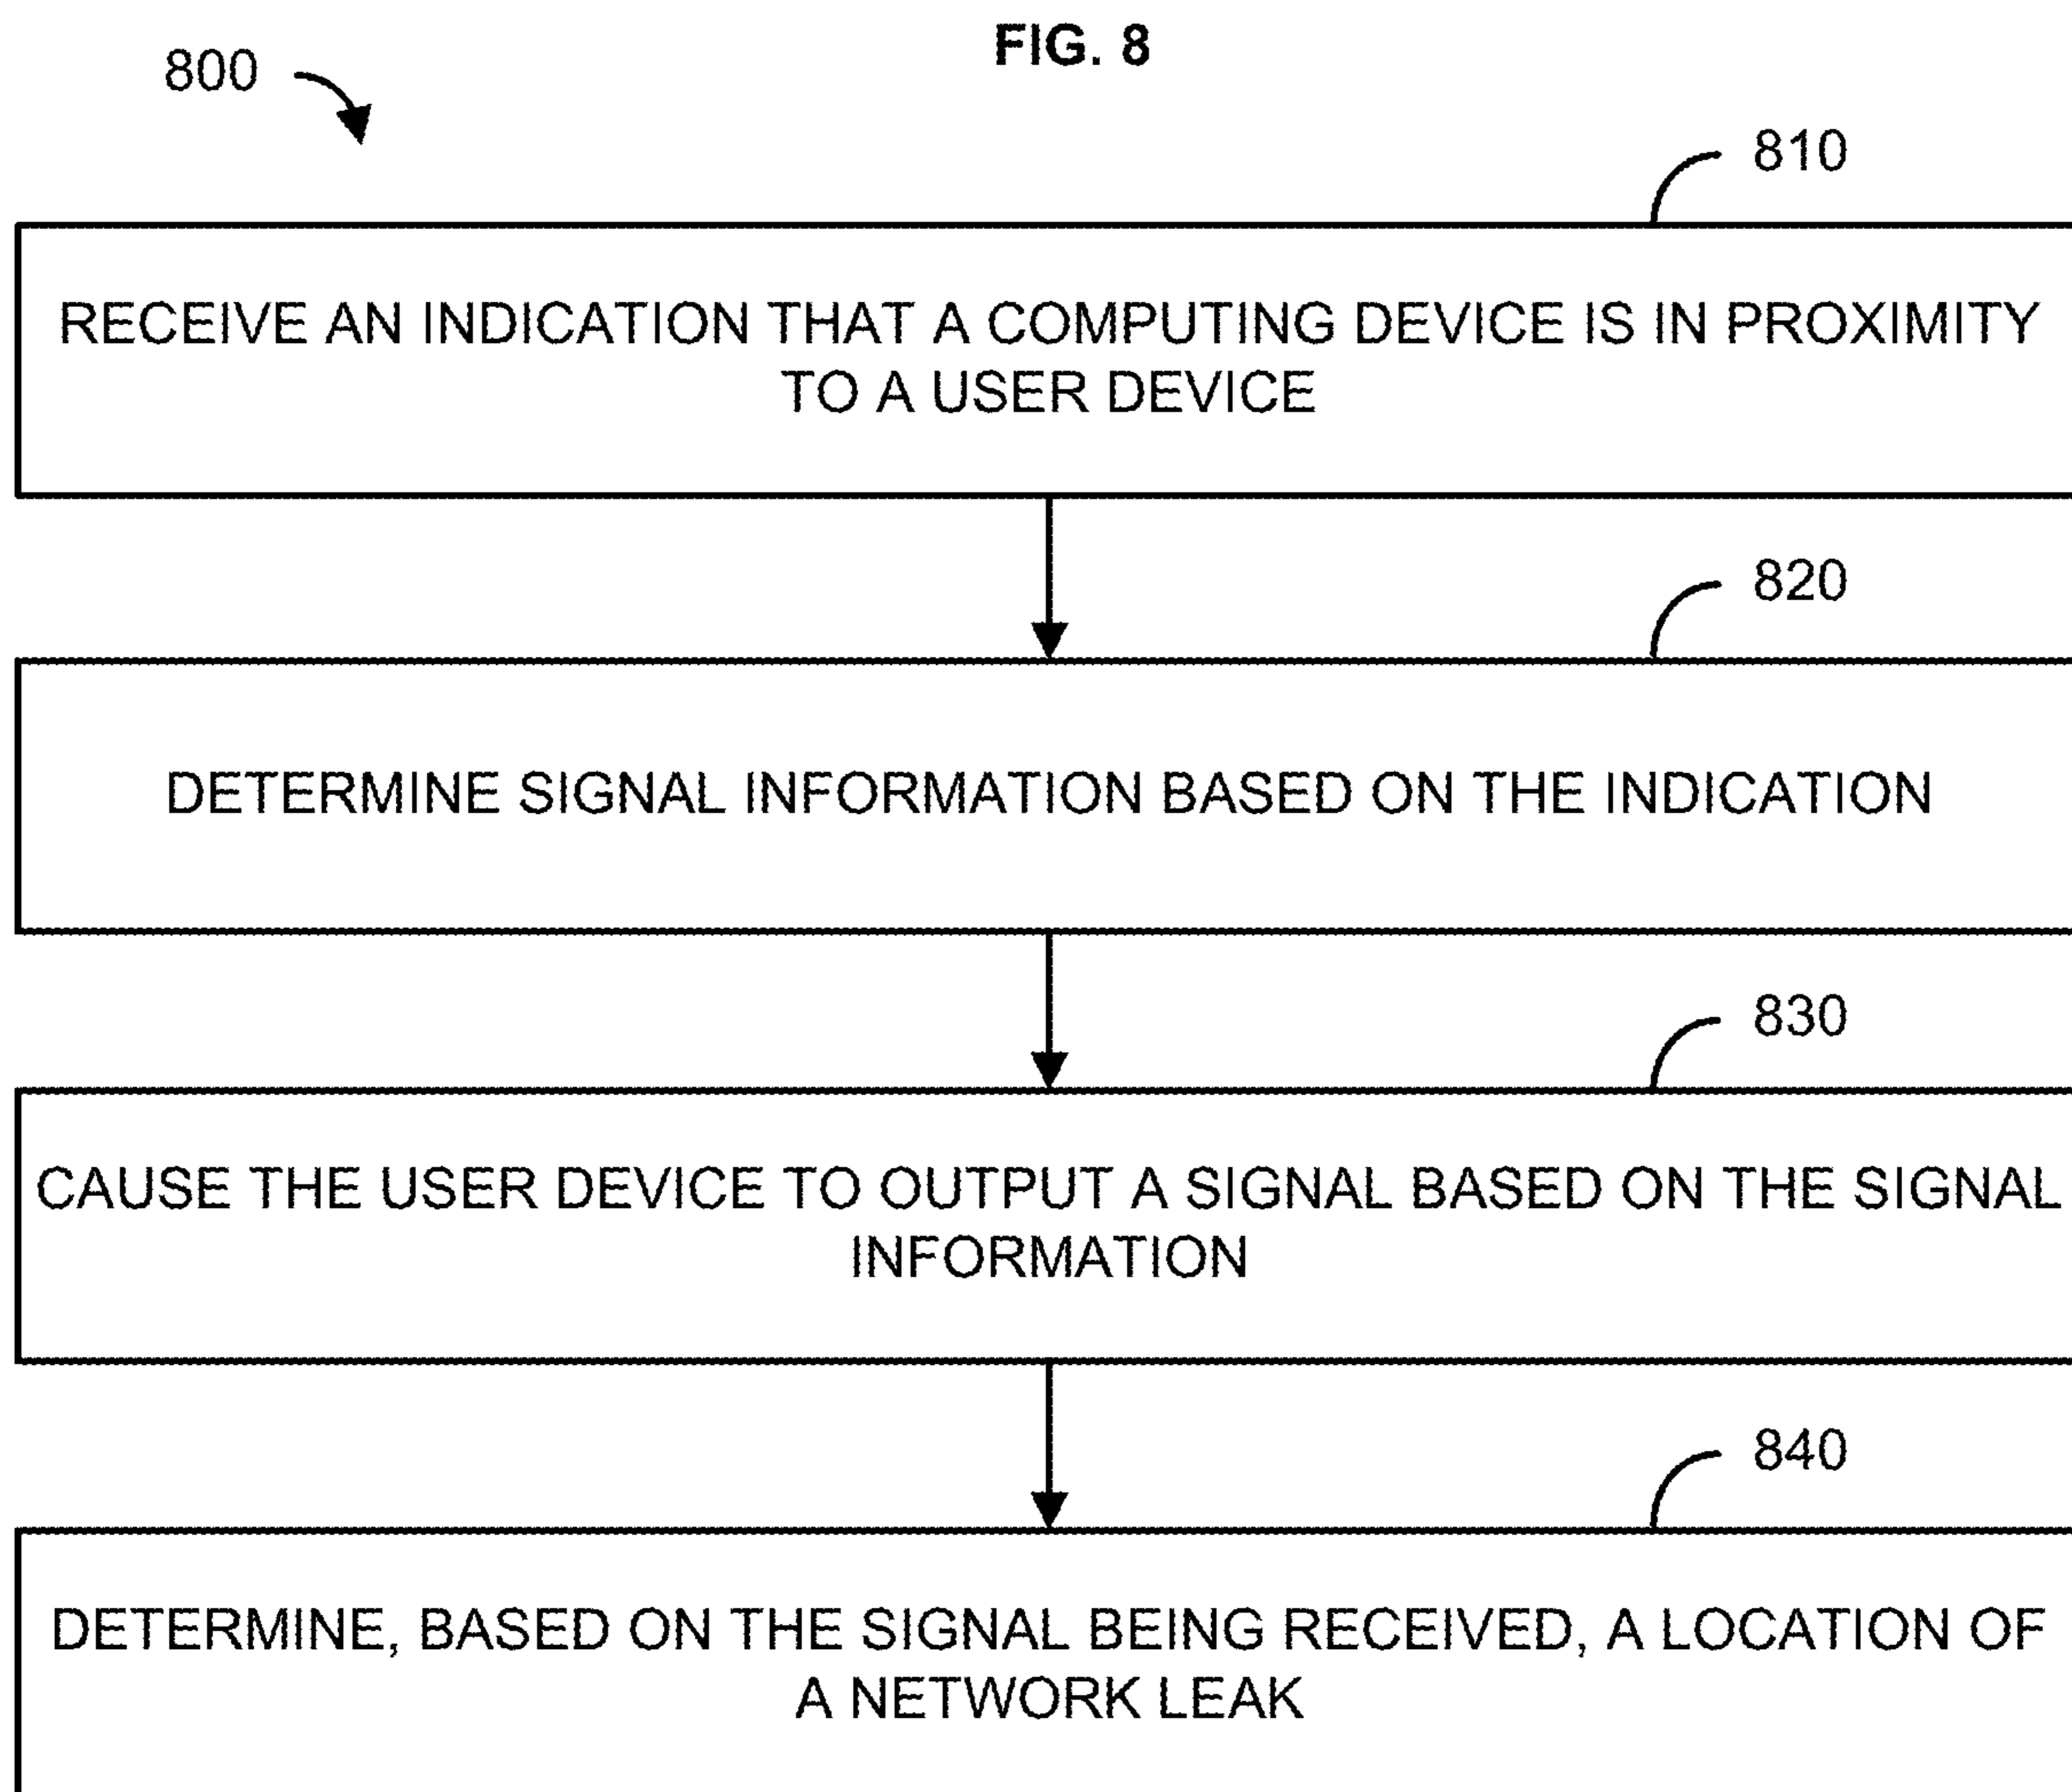 FIG. 8
800
810
RECEIVE AN INDICATION THAT A COMPUTING DEVICE IS IN PROXIMITY
TO A USER DEVICE
820
DETERMINE SIGNAL INFORMATION BASED ON THE INDICATION
830
CAUSE THE USER DEVICE TO OUTPUT A SIGNAL BASED ON THE SIGNAL
INFORMATION
840
DETERMINE, BASED ON THE SIGNAL BEING RECEIVED, A LOCATION OF
A NETWORK LEAK